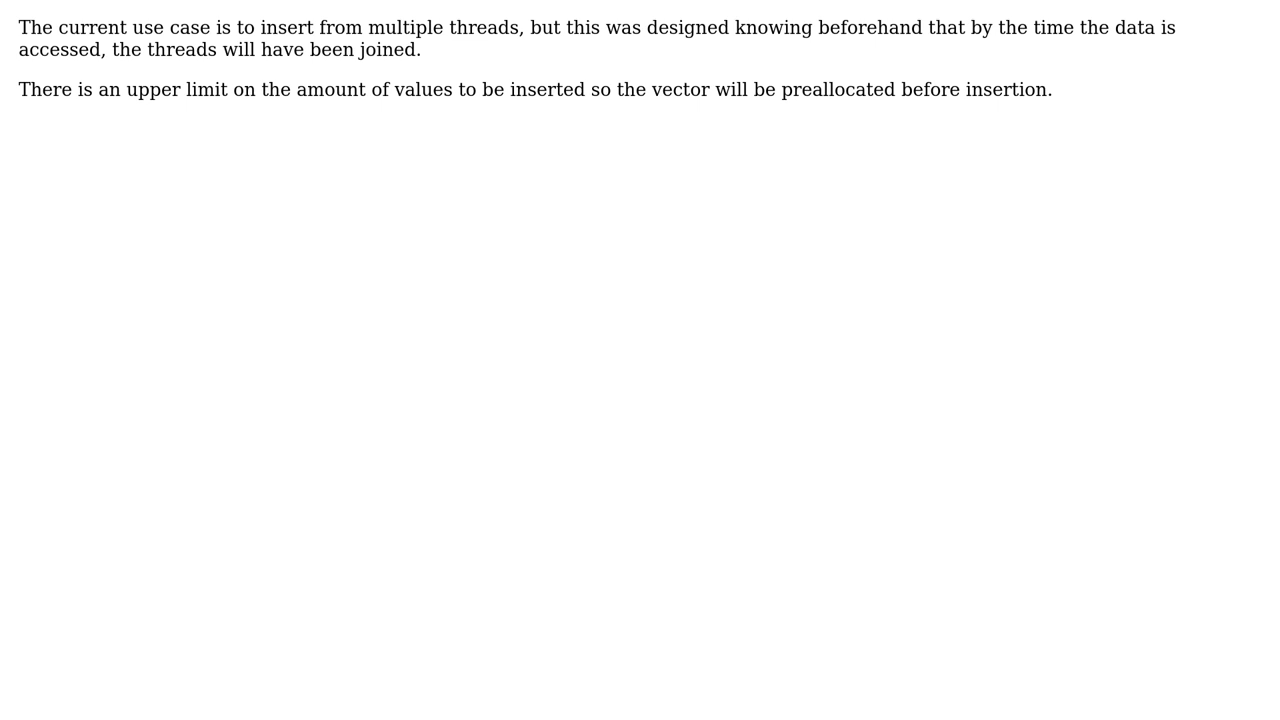 The current use case is to insert from multiple threads, but this was designed knowing beforehand that by the time the data is
accessed, the threads will have been joined.
There is an upper limit on the amount of values to be inserted so the vector will be preallocated before insertion.